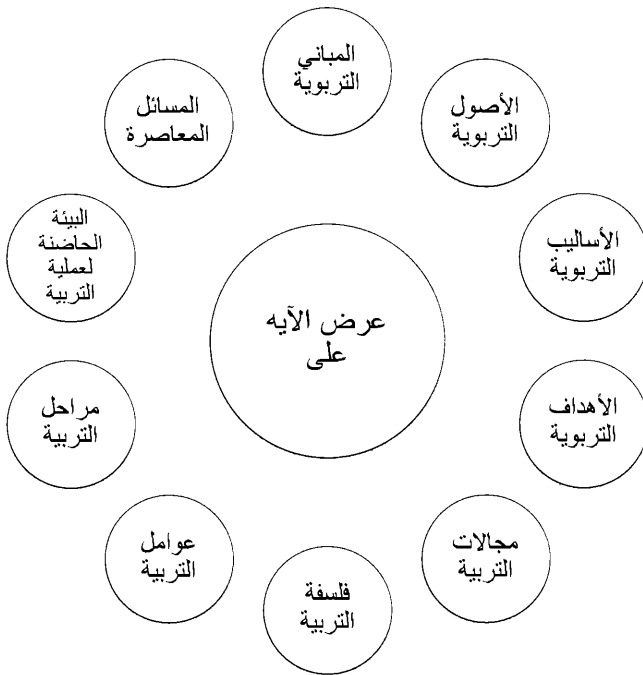 المباني
التربوية
الأصول
التربوية
الأساليب
التربوية
الأهداف
التربوية
مجالات
التربية
فلسفة
التربية
عوامل
التربية
مراحل
التربية
البيئة
الحاضنة
لعملية
التربية
المسائل
المعاصرة
عرض الآيه
على